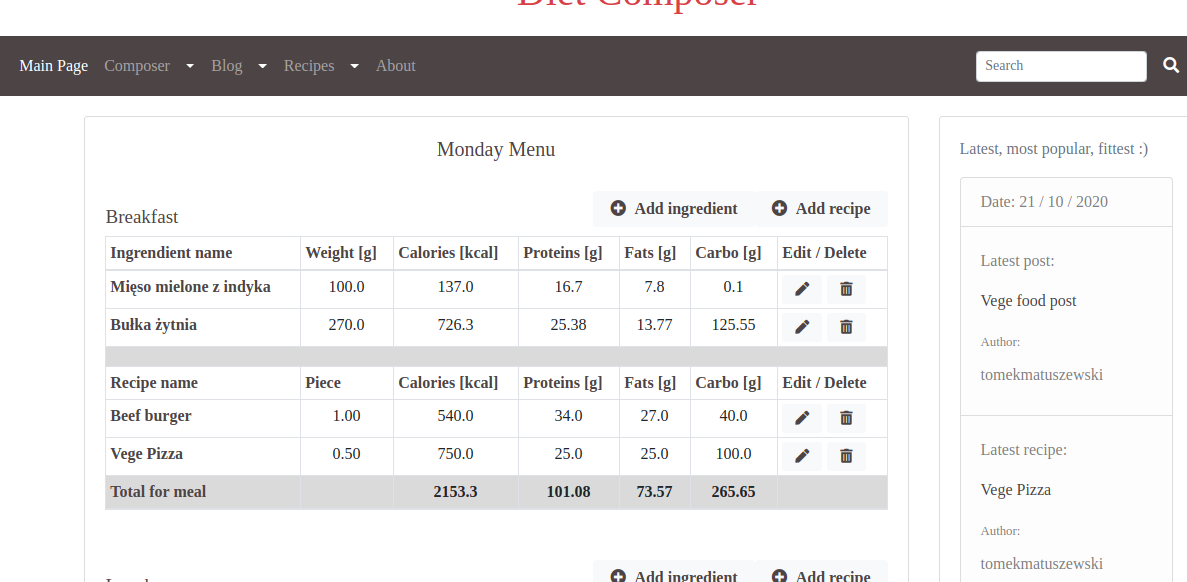 Diet Composer
Main Page Composer Blog Recipes About Search
Monday Menu
Breakfast Add ingredient Add recipe
Ingrendient name Weight [g] Calories [kcal] Proteins [g] Fats [g] Carbo [g] Edit / Delete
Mięso mielone z indyka 100.0 137.0 16.7 7.8 0.1
Bułka żytnia 270.0 726.3 25.38 13.77 125.55
Recipe name Piece Calories [kcal] Proteins [g] Fats [g] Carbo [g] Edit / Delete
Beef burger 1.00 540.0 34.0 27.0 40.0
Vege Pizza 0.50 750.0 25.0 25.0 100.0
Total for meal 2153.3 101.08 73.57 265.65
Add ingredient Add recipe
Latest, most popular, fittest :)
Date: 21 / 10 / 2020
Latest post:
Vege food post
Author:
tomekmatuszewski
Latest recipe:
Vege Pizza
Author:
tomekmatuszewski